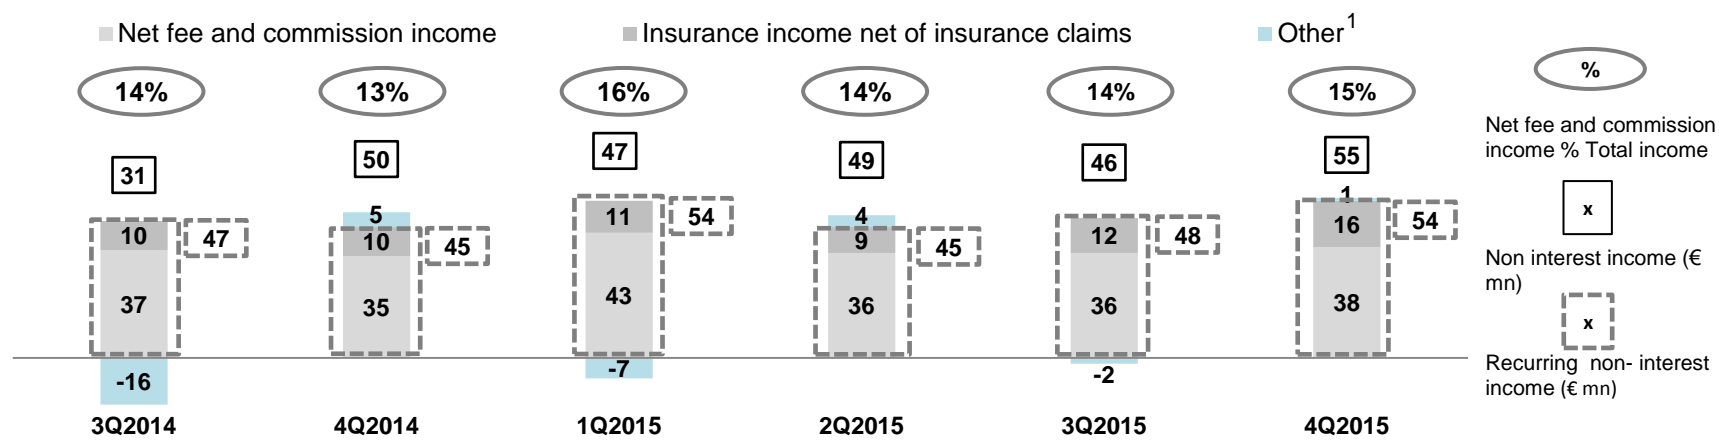 Net fee and commission income
Insurance income net of insurance claims
Other1
14%
13%
16%
14%
14%
15%
%
Net fee and commission
income % Total income
31
50
47
49
46
55
x
Non interest income (€
mn)
10
47
37
-16
5
10
45
35
11
54
43
-7
4
9
45
36
12
48
36
-2
1
16
54
38
x
Recurring non- interest
income (€ mn)
3Q2014
4Q2014
1Q2015
2Q2015
3Q2015
4Q2015